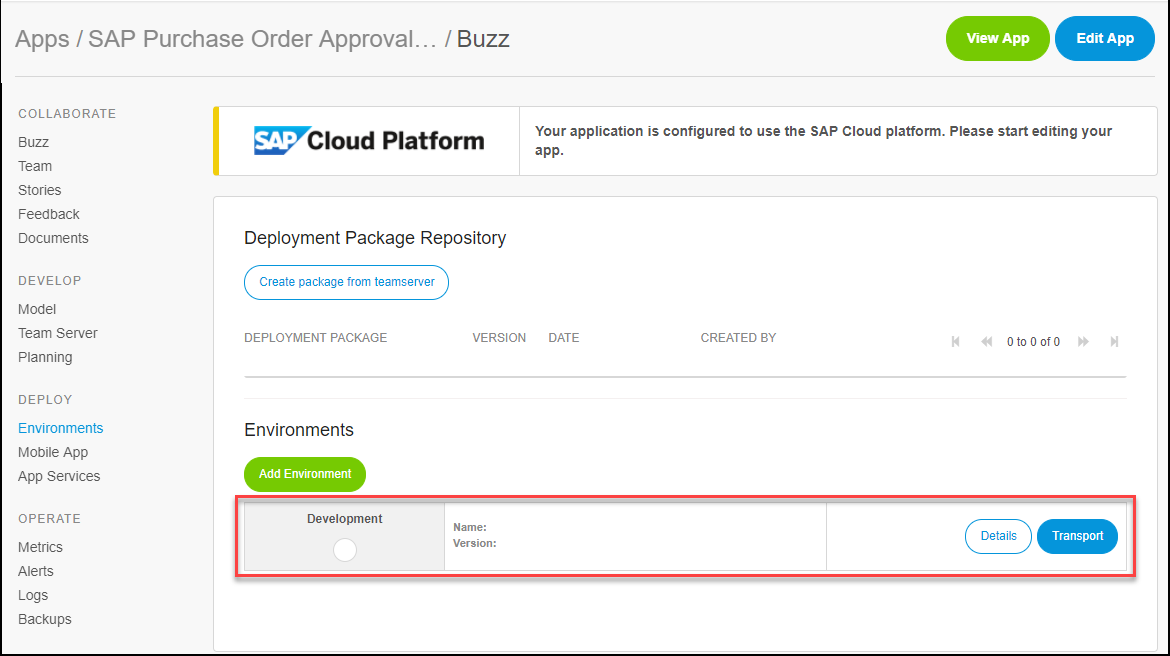 Apps / SAP Purchase Order Approval... / Buzz
View App
Edit App
COLLABORATE
Buzz
Team
Stories
Feedback
Documents
DEVELOP
Model
Team Server
Planning
DEPLOY
Environments
Mobile App
App Services
OPERATE
Metrics
Alerts
Logs
Backups
SAP Cloud Platform
Your application is configured to use the SAP Cloud platform. Please start editing your
app.
Deployment Package Repository
Create package from teamserver
DEPLOYMENT PACKAGE VERSION DATE CREATED BY 0 to 0 of 0
Environments
Add Environment
Development
Name:
Version:
Details
Transport